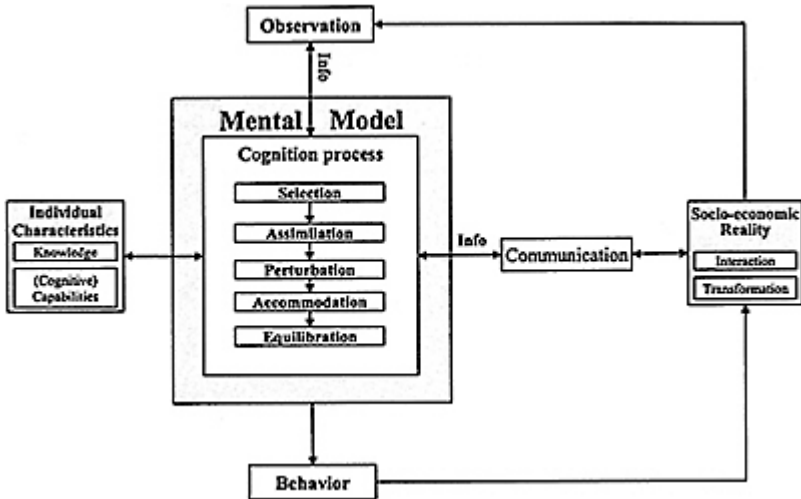 Observation
Info
Mental Model
Cognition process
Selection
Assimilation
Perturbation
Accommodation
Equilibration
Individual
Characteristics
Knowledge
(Cognitive)
Capabilities
Info
Communication
Socio-economic
Reality
Interaction
Transformation
Behavior